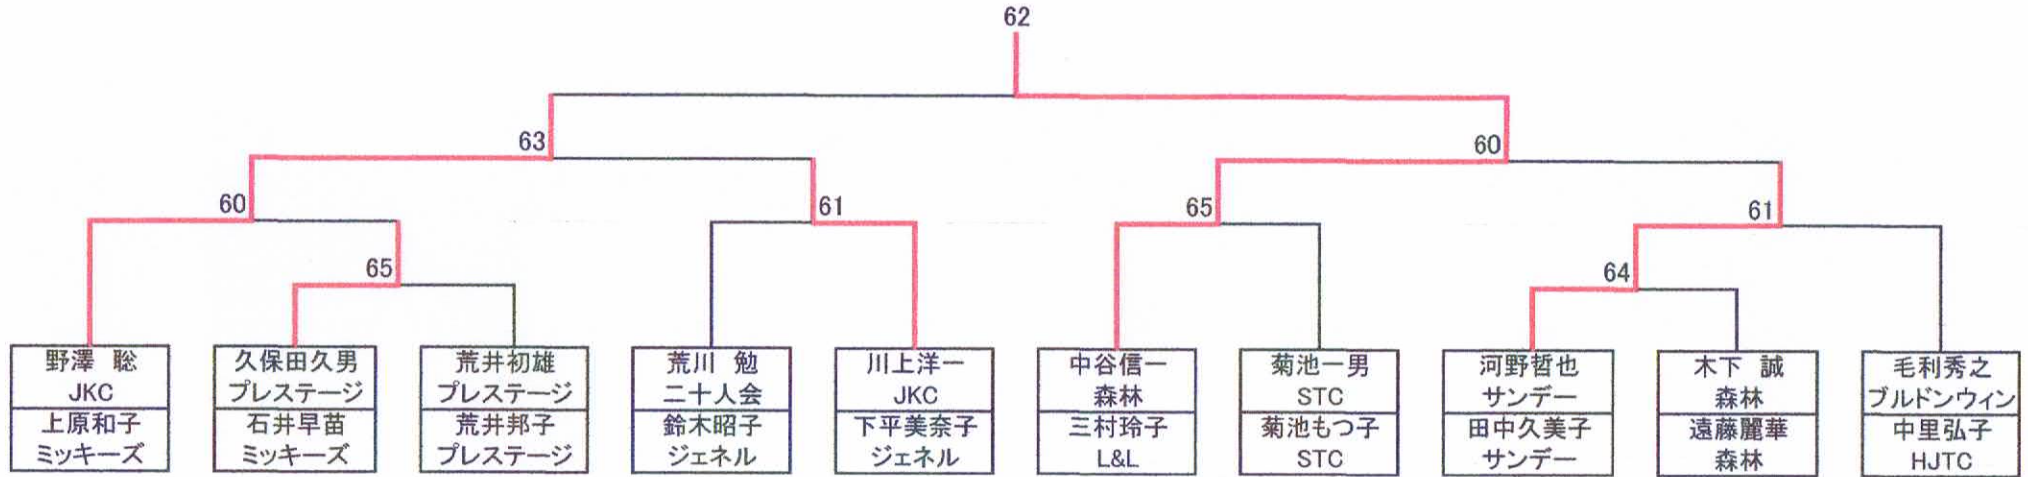 62
63
60
60
61
65
61
65
64
野澤　聡
JKC
上原和子
ミッキーズ
久保田久男
プレステージ
石井早苗
ミッキーズ
荒井初雄
プレステージ
荒井邦子
プレステージ
荒川　勉
二十人会
鈴木昭子
ジェネル
川上洋一
JKC
下平美奈子
ジェネル
中谷信一
森林
三村玲子
L&L
菊池一男
STC
菊池もつ子
STC
河野哲也
サンデー
田中久美子
サンデー
木下　誠
森林
遠藤麗華
森林
毛利秀之
ブルドンウィン
中里弘子
HJTC